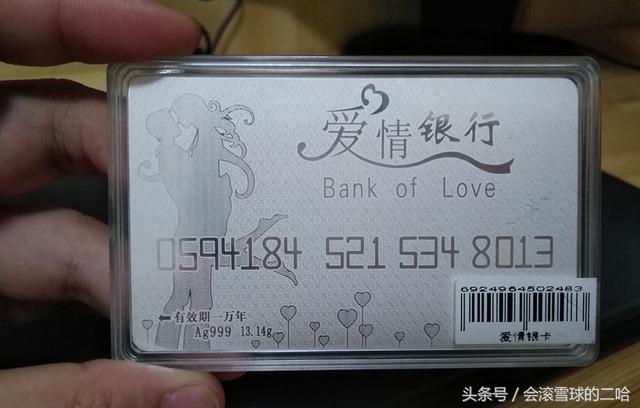 爱情银行
Bank of Love
0594184 521 534 8013
6924964502483
爱情银卡
←有效期一万年
Ag999 13.14g
头条号 / 会滚雪球的二哈